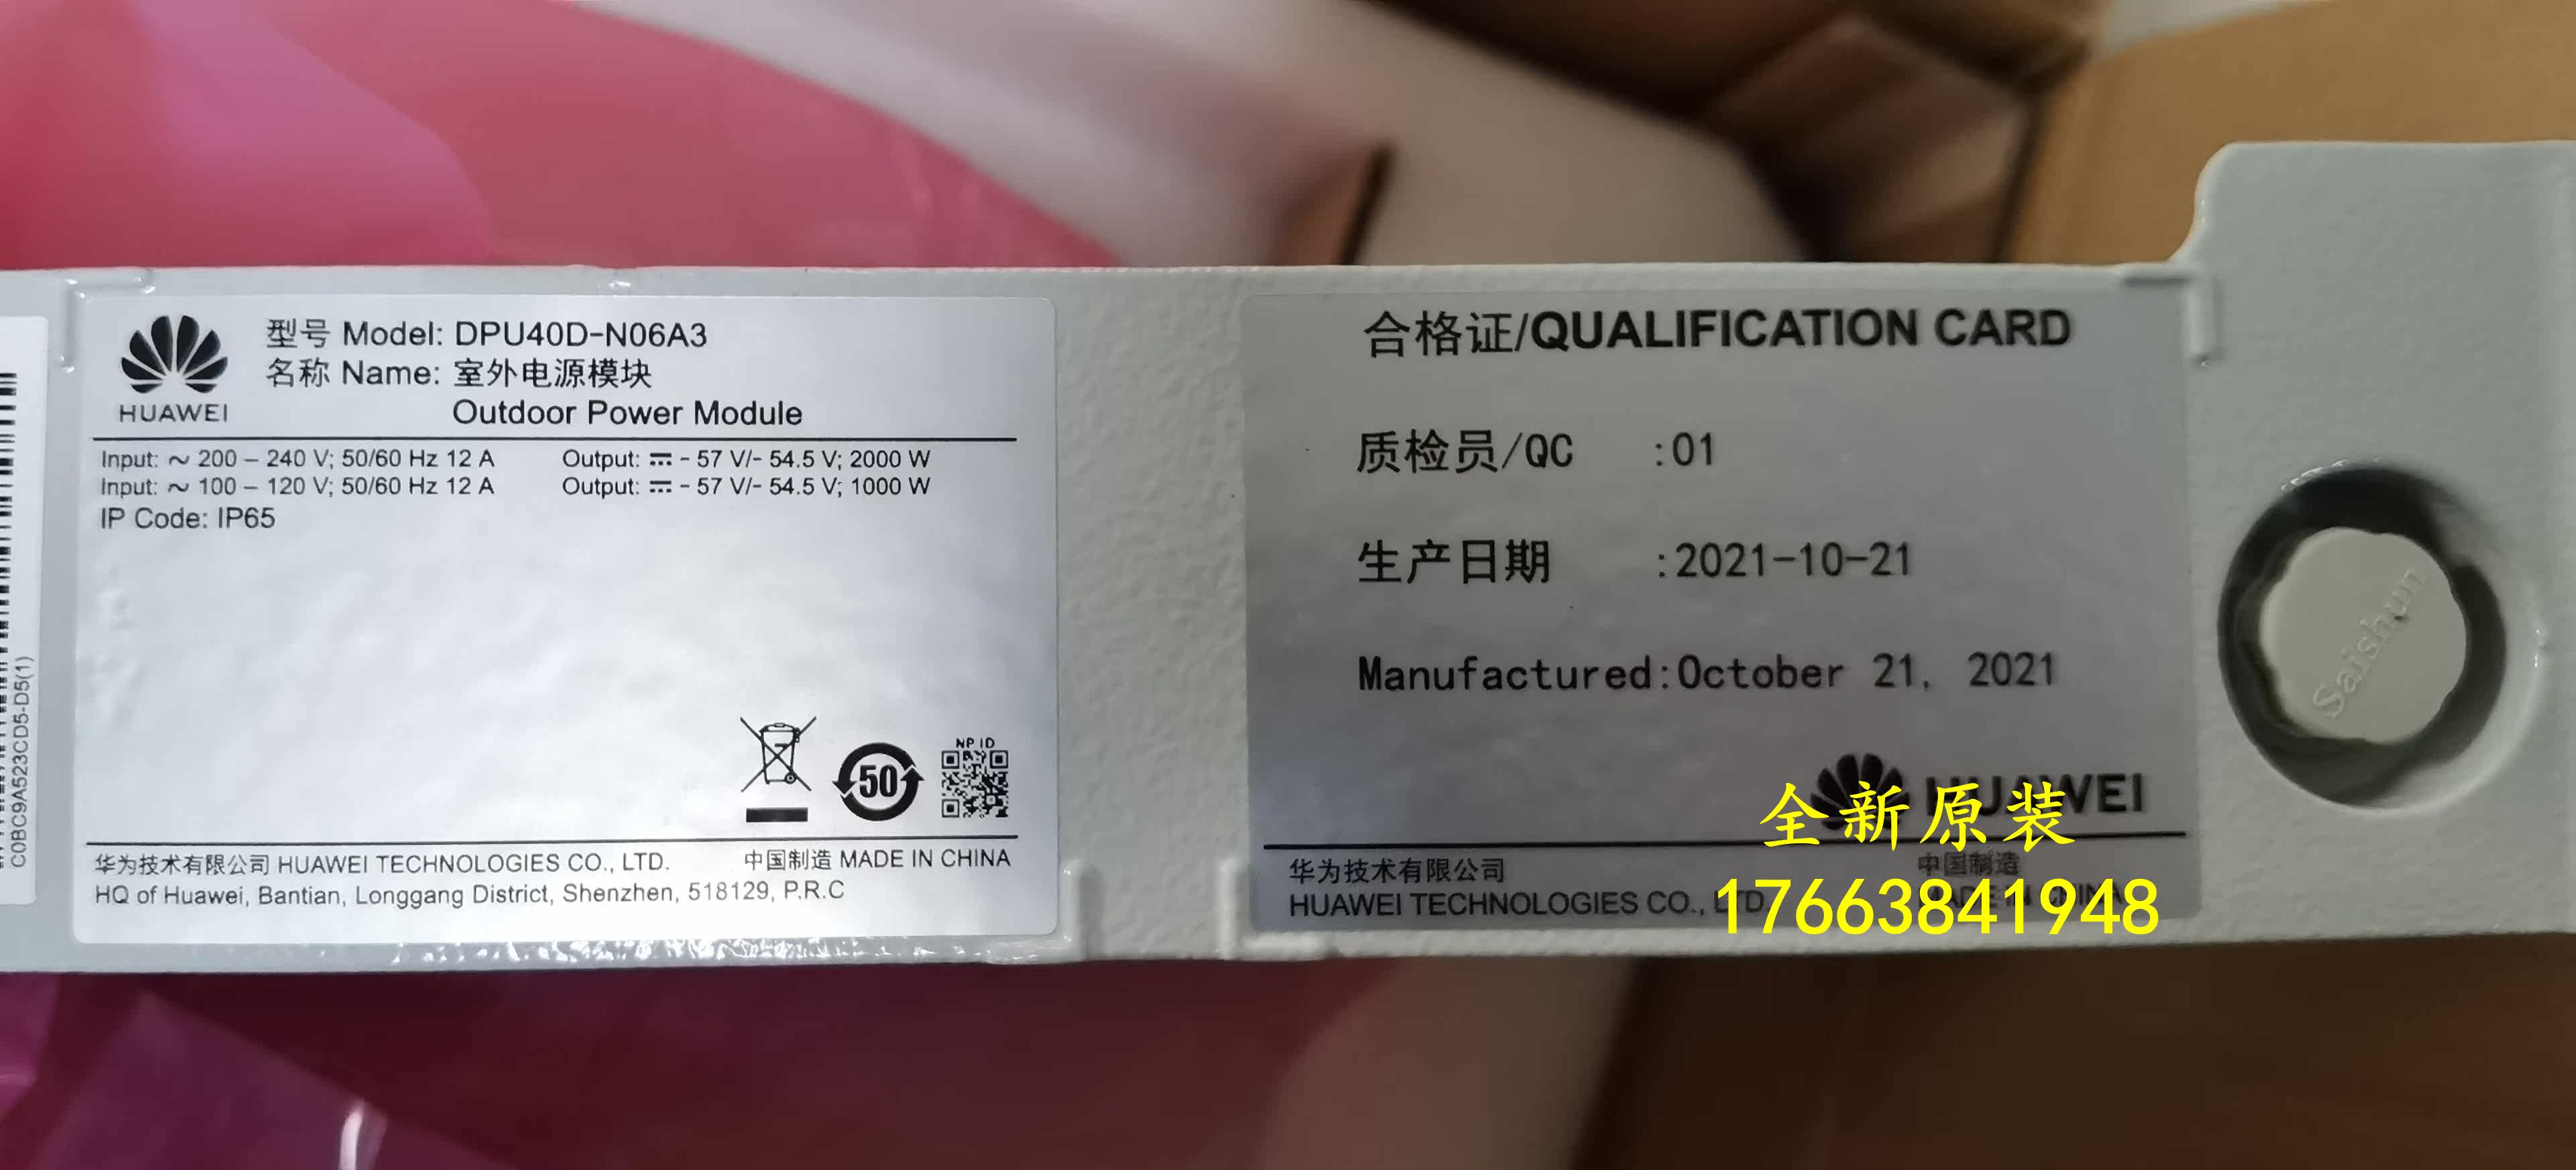 型号 Model: DPU40D-N06A3
名称 Name: 室外电源模块
Outdoor Power Module
HUAWEI
Input: ~ 200 – 240 V; 50/60 Hz 12 A Output: ⎓ - 57 V/- 54.5 V; 2000 W
Input: ~ 100 – 120 V; 50/60 Hz 12 A Output: ⎓ - 57 V/- 54.5 V; 1000 W
IP Code: IP65
NP ID
50
华为技术有限公司 HUAWEI TECHNOLOGIES CO., LTD. 中国制造 MADE IN CHINA
HQ of Huawei, Bantian, Longgang District, Shenzhen, 518129, P.R.C
C0BC9A523CD5-D5(1)
合格证/QUALIFICATION CARD
质检员/QC :01
生产日期 :2021-10-21
Manufactured:October 21, 2021
HUAWEI
全新原装
华为技术有限公司 中国制造
HUAWEI TECHNOLOGIES CO., LTD. MADE IN CHINA
17663841948
Saishun